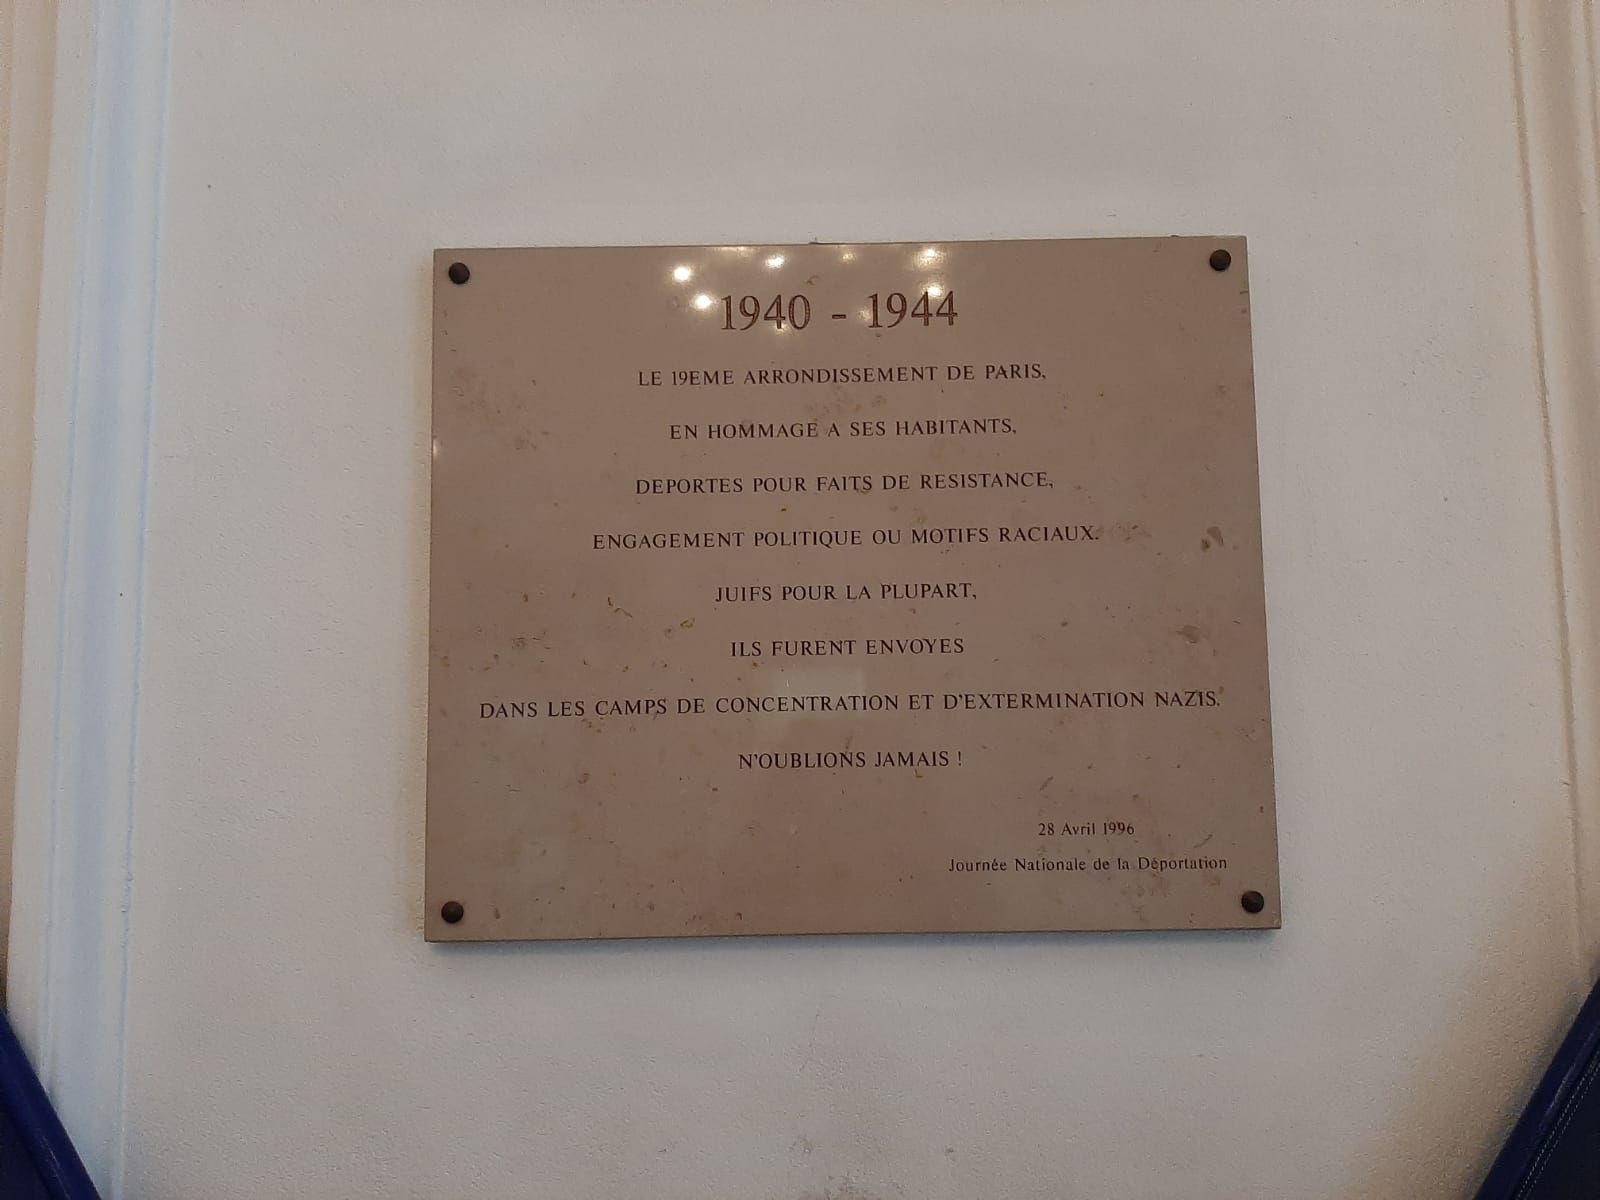 1940 - 1944
LE 19EME ARRONDISSEMENT DE PARIS,
EN HOMMAGE A SES HABITANTS,
DEPORTES POUR FAITS DE RESISTANCE,
ENGAGEMENT POLITIQUE OU MOTIFS RACIAUX.
JUIFS POUR LA PLUPART,
ILS FURENT ENVOYES
DANS LES CAMPS DE CONCENTRATION ET D'EXTERMINATION NAZIS.
N'OUBLIONS JAMAIS !
28 Avril 1996
Journée Nationale de la Déportation